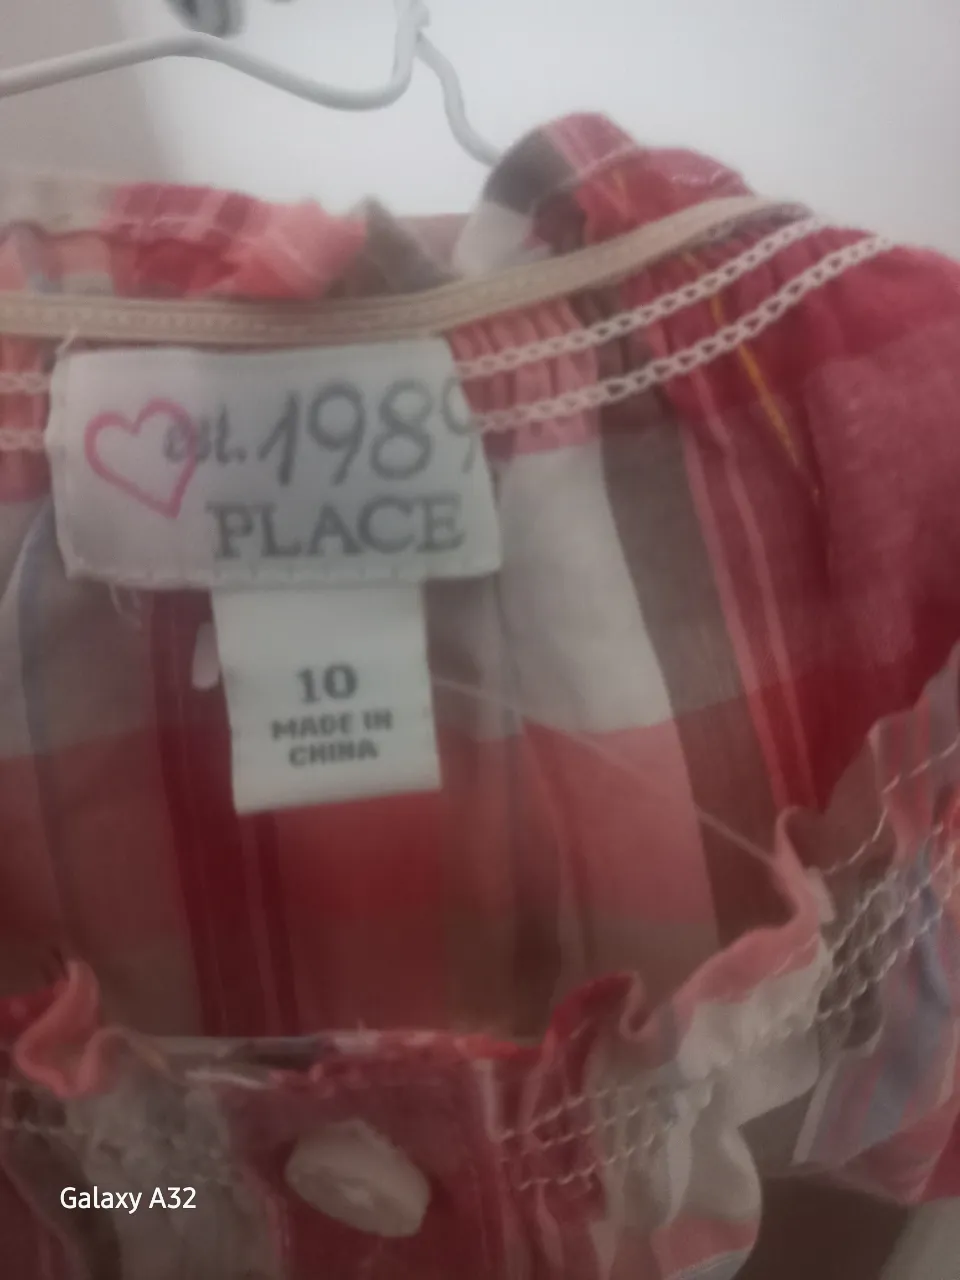 est. 1989
PLACE
10
MADE IN
CHINA
Galaxy A32